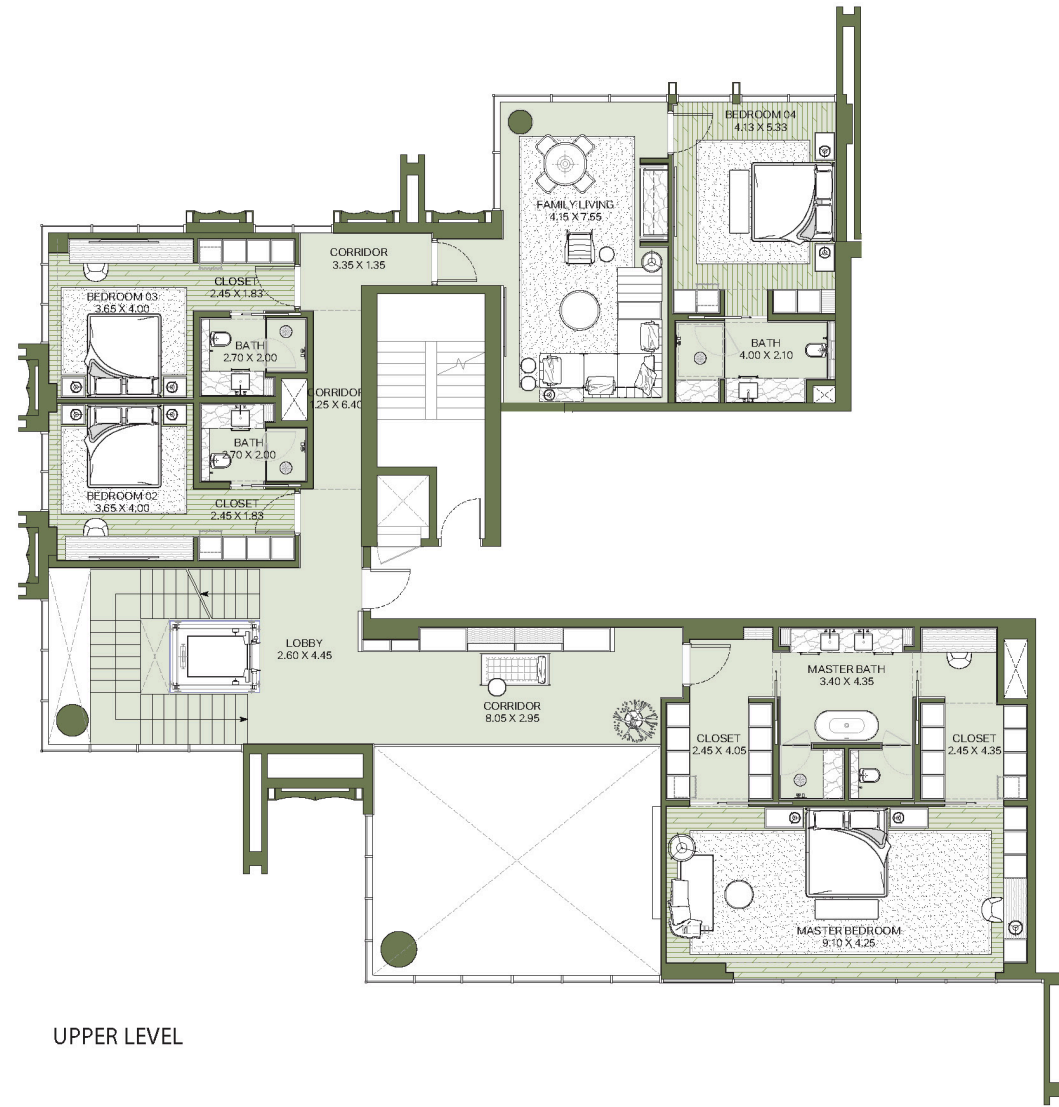 BEDROOM 04
4.13 X 5.33
FAMILY LIVING
4.15 X 7.55
CORRIDOR
3.35 X 1.35
CLOSET
2.45 X 1.83
BEDROOM 03
3.65 X 4.00
BATH
2.70 X 2.00
BATH
4.00 X 2.10
CORRIDOR
1.25 X 6.40
BATH
2.70 X 2.00
BEDROOM 02
3.65 X 4.00
CLOSET
2.45 X 1.83
LOBBY
2.60 X 4.45
MASTER BATH
3.40 X 4.35
CORRIDOR
8.05 X 2.95
CLOSET
2.45 X 4.05
CLOSET
2.45 X 4.35
MASTER BEDROOM
9.10 X 4.25
UPPER LEVEL